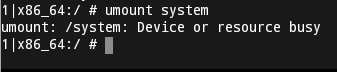 1|x86_64:/ # umount system
umount: /system: Device or resource busy
1|x86_64:/ #